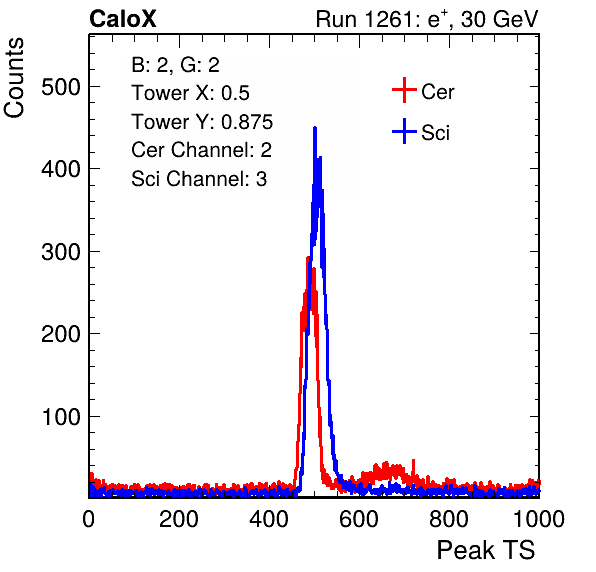 CaloX Run 1261: e⁺, 30 GeV
B: 2, G: 2
Tower X: 0.5
Tower Y: 0.875
Cer Channel: 2
Sci Channel: 3
Cer
Sci
Counts
500
400
300
200
100
0 200 400 600 800 1000
Peak TS